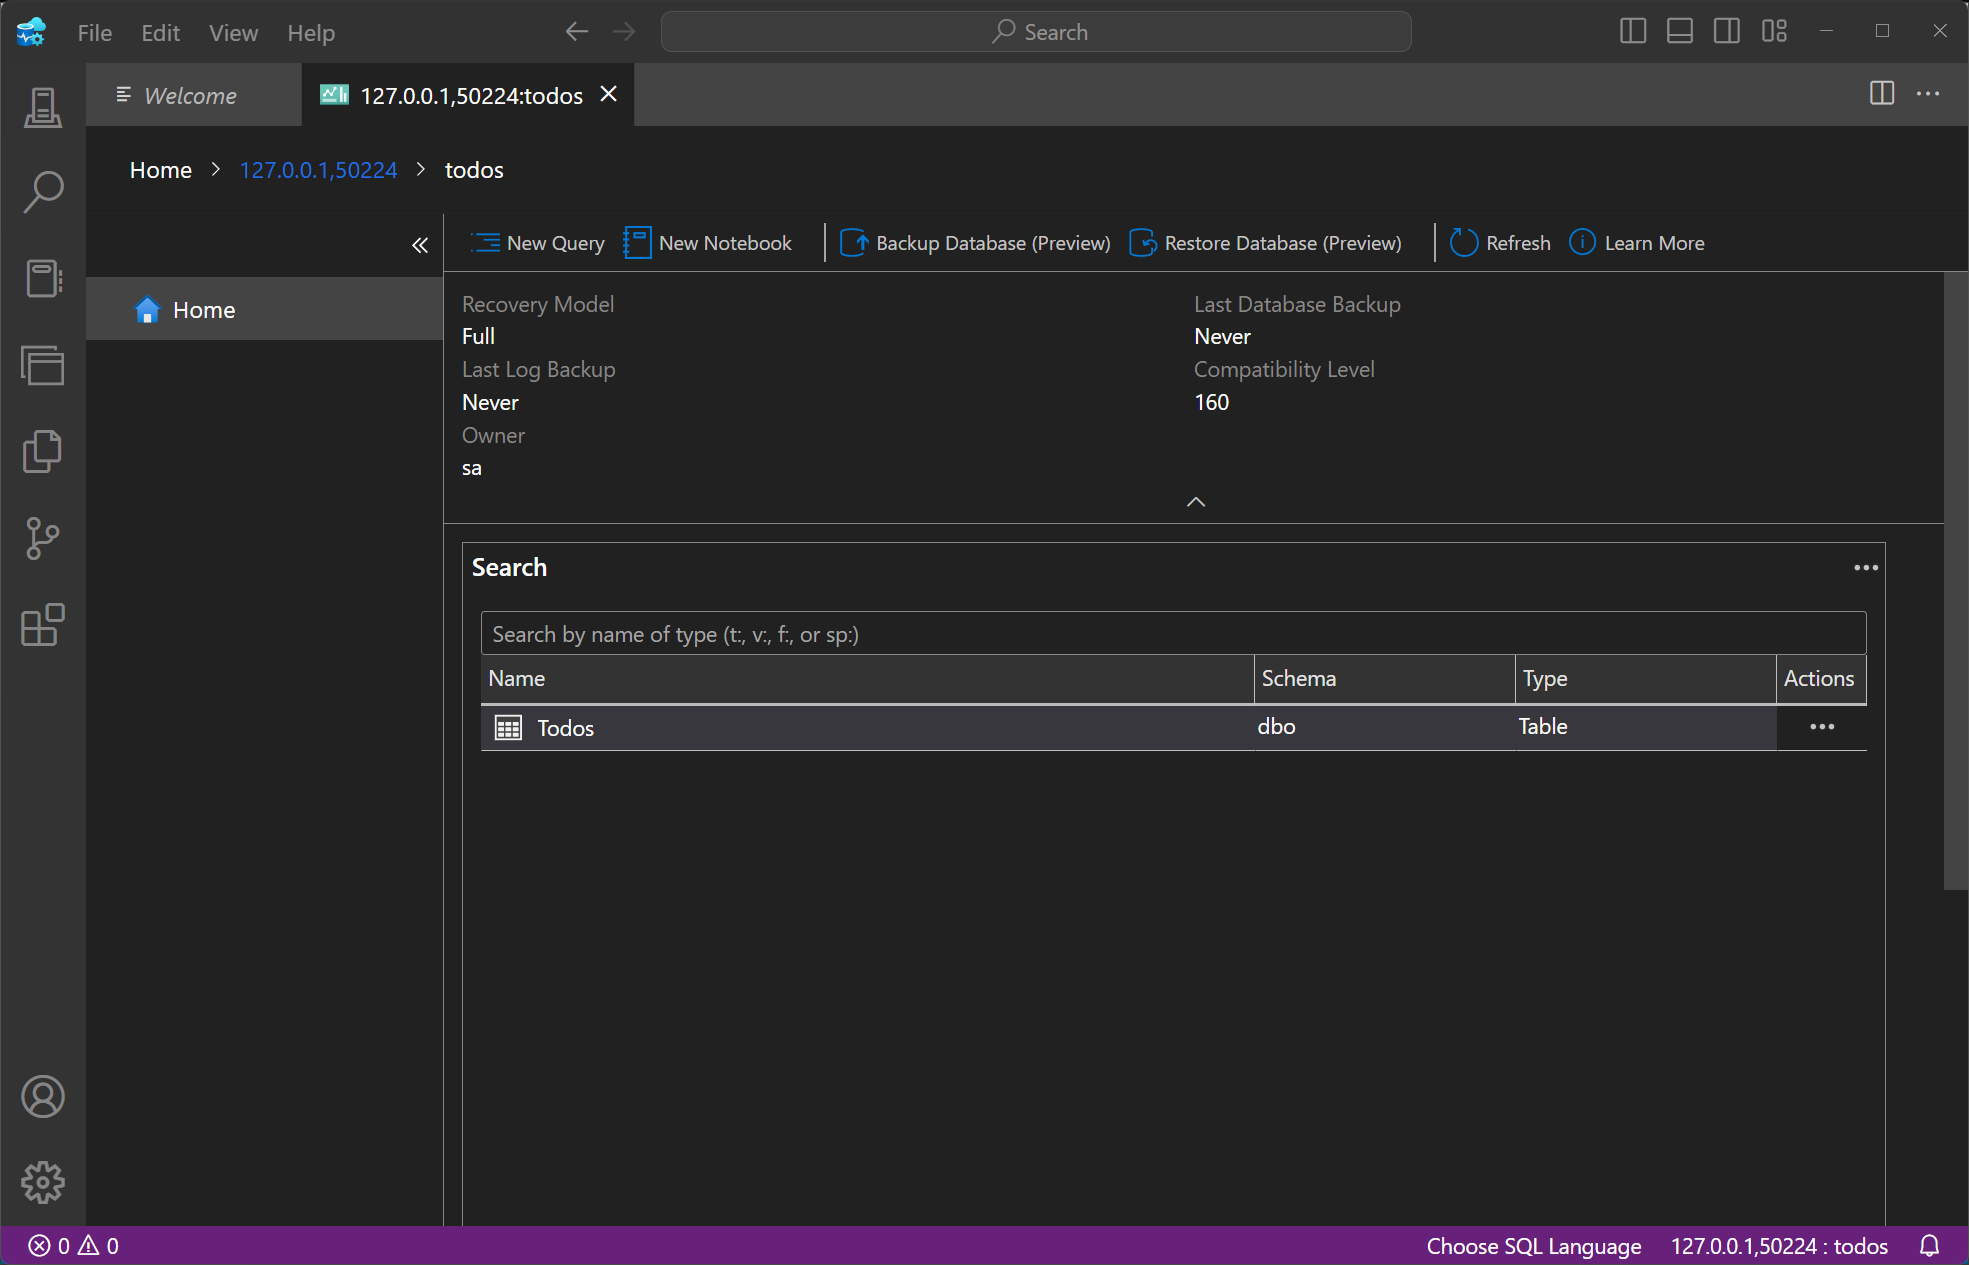 File Edit View Help Search
Welcome 127.0.0.1,50224:todos
Home > 127.0.0.1,50224 > todos
New Query New Notebook Backup Database (Preview) Restore Database (Preview) Refresh Learn More
Home
Recovery Model Last Database Backup
Full Never
Last Log Backup Compatibility Level
Never 160
Owner
sa
Search
Search by name of type (t:, v:, f:, or sp:)
Name Schema Type Actions
Todos dbo Table
0 0 Choose SQL Language 127.0.0.1,50224 : todos